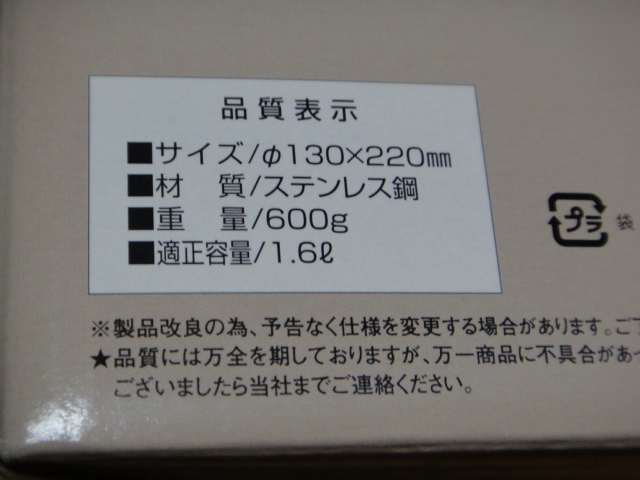 品質表示
■サイズ/φ130×220㎜
■材　質/ステンレス鋼
■重　量/600g
■適正容量/1.6ℓ
プラ 袋
※製品改良の為、予告なく仕様を変更する場合があります。ご
★品質には万全を期しておりますが、万一商品に不具合があ
ございましたら当社までご連絡ください。